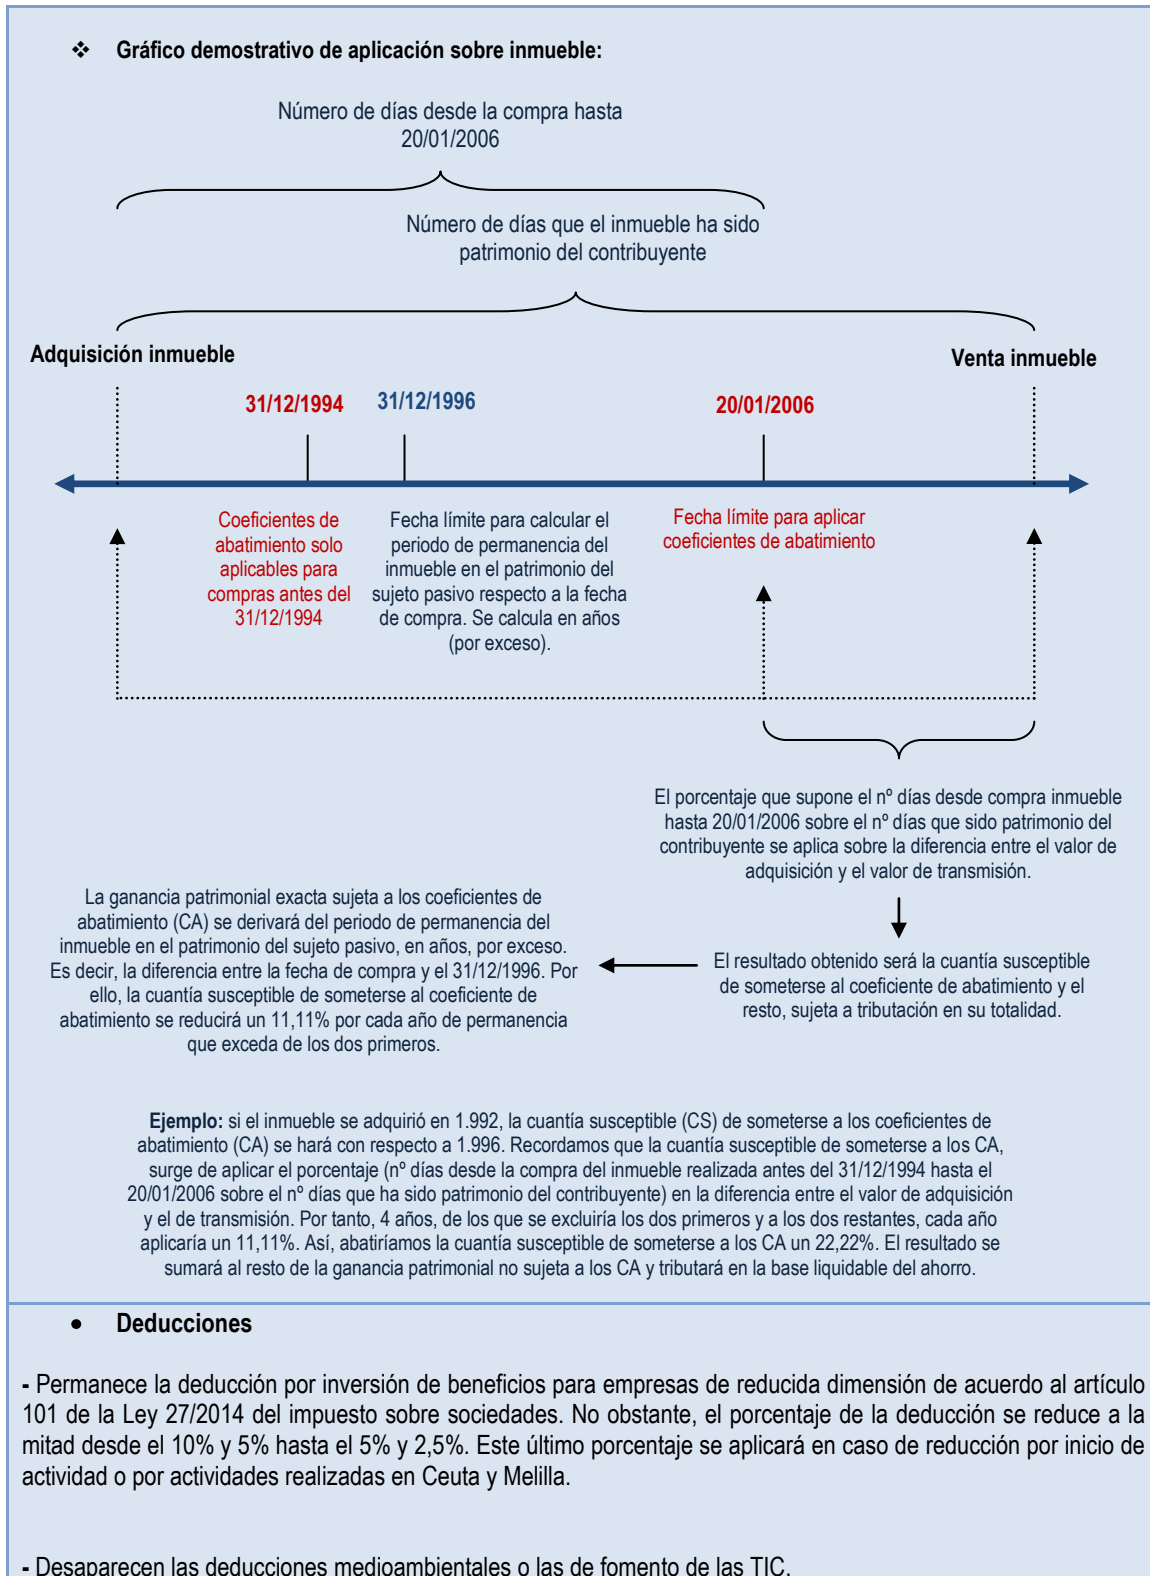 ❖ Gráfico demostrativo de aplicación sobre inmueble:
Número de días desde la compra hasta
20/01/2006
Número de días que el inmueble ha sido
patrimonio del contribuyente
Adquisición inmueble
Venta inmueble
31/12/1994
31/12/1996
20/01/2006
Coeficientes de
abatimiento solo
aplicables para
compras antes del
31/12/1994
Fecha límite para calcular el
periodo de permanencia del
inmueble en el patrimonio del
sujeto pasivo respecto a la fecha
de compra. Se calcula en años
(por exceso).
Fecha límite para aplicar
coeficientes de abatimiento
El porcentaje que supone el nº días desde compra inmueble
hasta 20/01/2006 sobre el nº días que sido patrimonio del
contribuyente se aplica sobre la diferencia entre el valor de
adquisición y el valor de transmisión.
El resultado obtenido será la cuantía susceptible
de someterse al coeficiente de abatimiento y el
resto, sujeta a tributación en su totalidad.
La ganancia patrimonial exacta sujeta a los coeficientes de
abatimiento (CA) se derivará del periodo de permanencia del
inmueble en el patrimonio del sujeto pasivo, en años, por exceso.
Es decir, la diferencia entre la fecha de compra y el 31/12/1996. Por
ello, la cuantía susceptible de someterse al coeficiente de
abatimiento se reducirá un 11,11% por cada año de permanencia
que exceda de los dos primeros.
Ejemplo: si el inmueble se adquirió en 1.992, la cuantía susceptible (CS) de someterse a los coeficientes de
abatimiento (CA) se hará con respecto a 1.996. Recordamos que la cuantía susceptible de someterse a los CA,
surge de aplicar el porcentaje (nº días desde la compra del inmueble realizada antes del 31/12/1994 hasta el
20/01/2006 sobre el nº días que ha sido patrimonio del contribuyente) en la diferencia entre el valor de adquisición
y el de transmisión. Por tanto, 4 años, de los que se excluiría los dos primeros y a los dos restantes, cada año
aplicaría un 11,11%. Así, abatiríamos la cuantía susceptible de someterse a los CA un 22,22%. El resultado se
sumará al resto de la ganancia patrimonial no sujeta a los CA y tributará en la base liquidable del ahorro.
• Deducciones
- Permanece la deducción por inversión de beneficios para empresas de reducida dimensión de acuerdo al artículo
101 de la Ley 27/2014 del impuesto sobre sociedades. No obstante, el porcentaje de la deducción se reduce a la
mitad desde el 10% y 5% hasta el 5% y 2,5%. Este último porcentaje se aplicará en caso de reducción por inicio de
actividad o por actividades realizadas en Ceuta y Melilla.
- Desaparecen las deducciones medioambientales o las de fomento de las TIC.